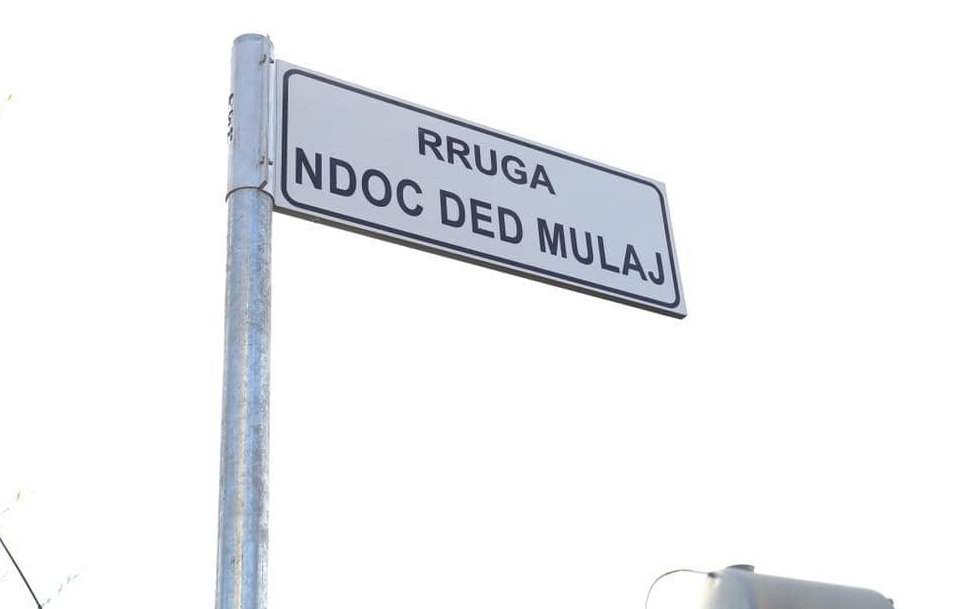 RRUGA
NDOC DED MULAJ